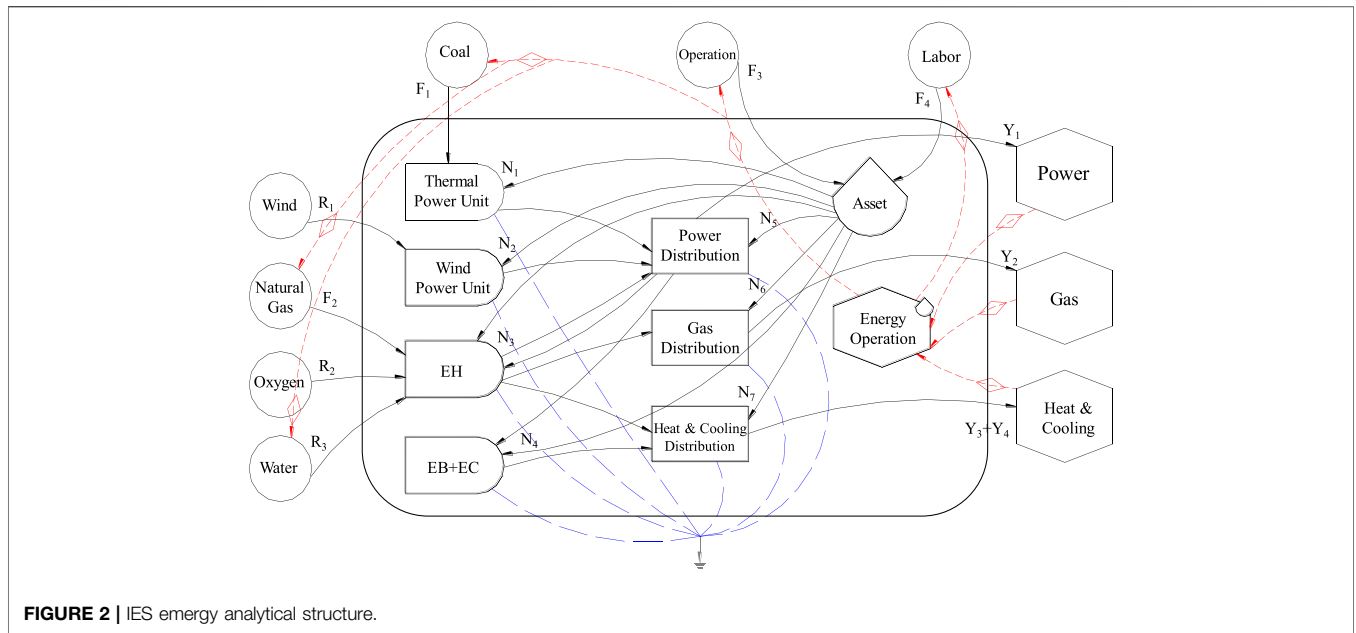 Coal
Operation
Labor
F1
F3
F4
Y1
Power
Thermal
Power Unit
N1
Asset
Wind
R1
N5
Power
Distribution
N2
Wind
Power Unit
Y2
Gas
Natural
Gas
F2
N6
Energy
Operation
Gas
Distribution
N3
EH
Oxygen
R2
N7
Heat &
Cooling
Y3+Y4
Heat & Cooling
Distribution
R3
N4
Water
EB+EC
FIGURE 2 | IES emergy analytical structure.